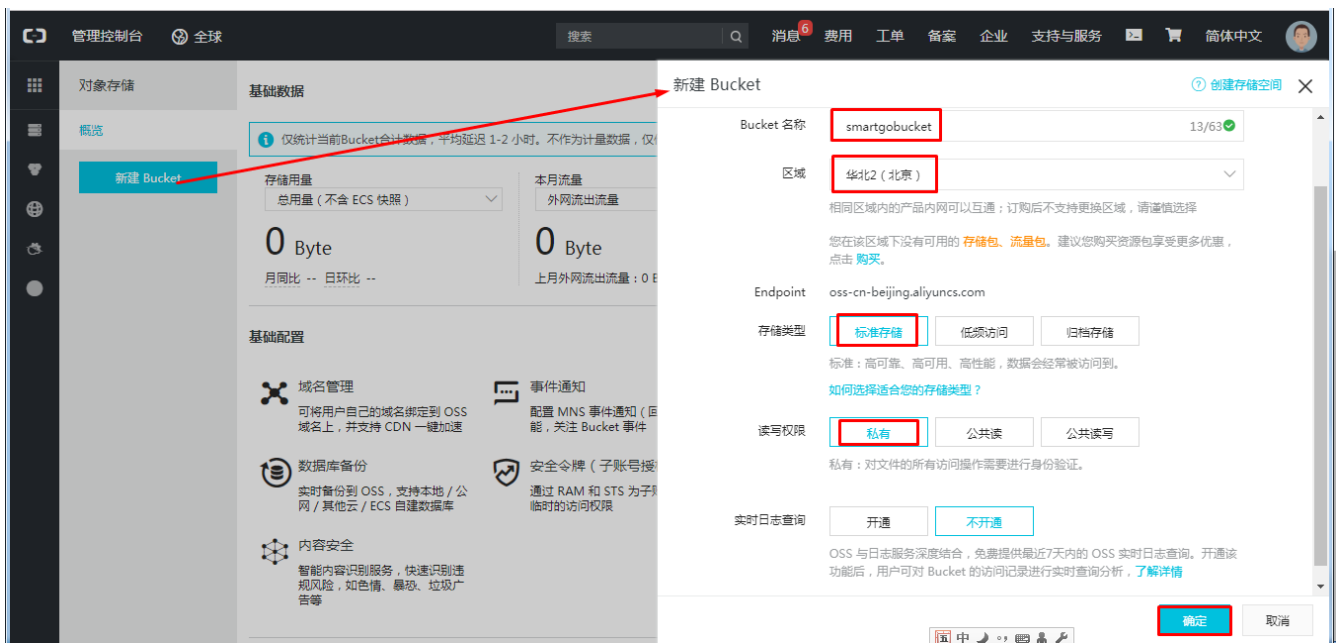 管理控制台
全球
搜索
消息 6
费用
工单
备案
企业
支持与服务
简体中文
对象存储
概览
新建 Bucket
基础数据
仅统计当前Bucket合计数据，平均延迟 1-2 小时。不作为计量数据，仅
存储用量
总用量（不含 ECS 快照）
0 Byte
月同比 -- 日环比 --
本月流量
外网流出流量
0 Byte
上月外网流出流量：0
基础配置
域名管理
可将用户自己的域名绑定到 OSS
域名上，并支持 CDN 一键加速
事件通知
配置 MNS 事件通知（回
能，关注 Bucket 事件
数据库备份
实时备份到 OSS，支持本地 / 公
网 / 其他云 / ECS 自建数据库
安全令牌（子账号授
通过 RAM 和 STS 为子账
临时的访问权限
内容安全
智能内容识别服务，快速识别违
规风险，如色情、暴恐、垃圾广
告等
新建 Bucket
创建存储空间
Bucket 名称
smartgobucket
13/63
区域
华北2（北京）
相同区域内的产品内网可以互通；订购后不支持更换区域，请谨慎选择
您在该区域下没有可用的 存储包、流量包。建议您购买资源包享受更多优惠，
点击 购买。
Endpoint
oss-cn-beijing.aliyuncs.com
存储类型
标准存储
低频访问
归档存储
标准：高可靠、高可用、高性能，数据会经常被访问到。
如何选择适合您的存储类型？
读写权限
私有
公共读
公共读写
私有：对文件的所有访问操作需要进行身份验证。
实时日志查询
开通
不开通
OSS 与日志服务深度结合，免费提供最近7天内的 OSS 实时日志查询。开通该
功能后，用户可对 Bucket 的访问记录进行实时查询分析，了解详情
确定
取消
五 中